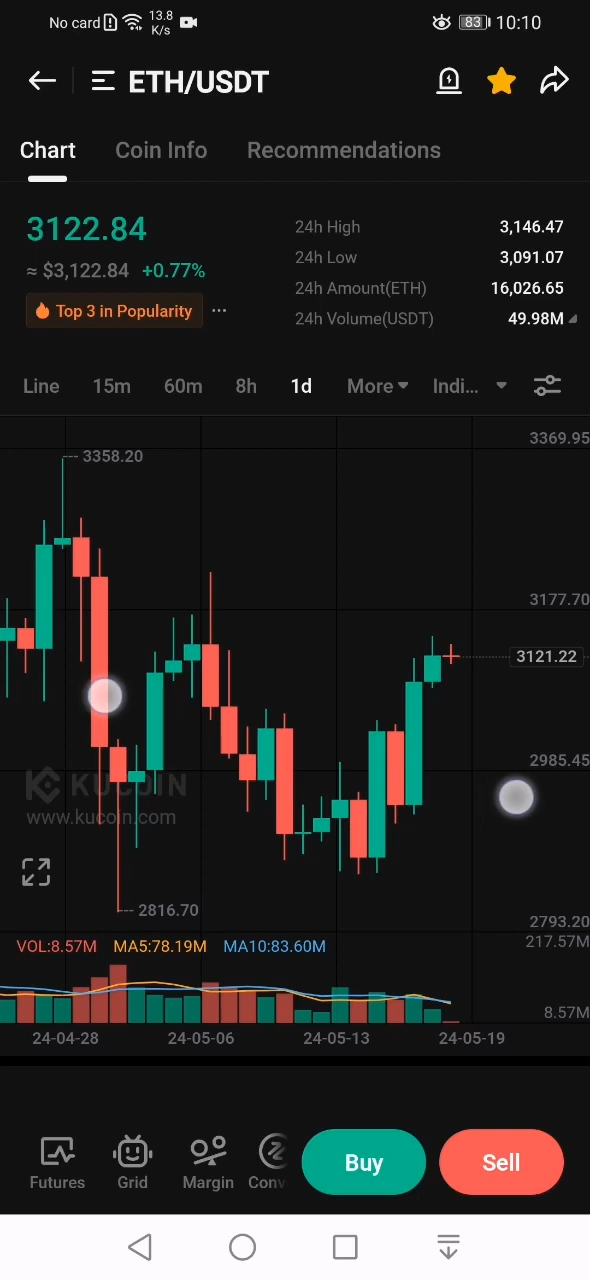 No card 13.8 K/s 83 10:10
ETH/USDT
Chart Coin Info Recommendations
3122.84
≈ $3,122.84 +0.77%
Top 3 in Popularity ...
24h High 3,146.47
24h Low 3,091.07
24h Amount(ETH) 16,026.65
24h Volume(USDT) 49.98M
Line 15m 60m 8h 1d More Indi...
3369.95
3358.20
3177.70
3121.22
2985.45
KUCOIN
www.kucoin.com
2816.70
2793.20
VOL:8.57M MA5:78.19M MA10:83.60M 217.57M
8.57M
24-04-28 24-05-06 24-05-13 24-05-19
Futures Grid Margin Conv Buy Sell